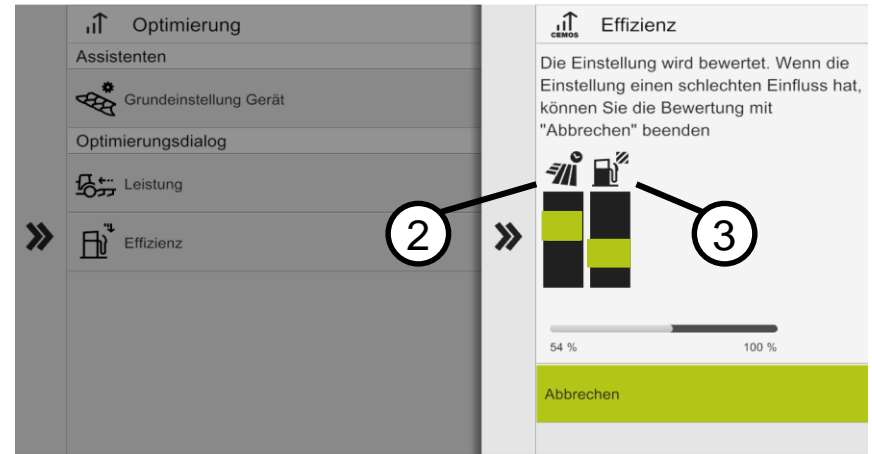 Optimierung
Assistenten
Grundeinstellung Gerät
Optimierungsdialog
Leistung
Effizienz
2
CEMOS
Effizienz
Die Einstellung wird bewertet. Wenn die
Einstellung einen schlechten Einfluss hat,
können Sie die Bewertung mit
"Abbrechen" beenden
3
54 %
100 %
Abbrechen